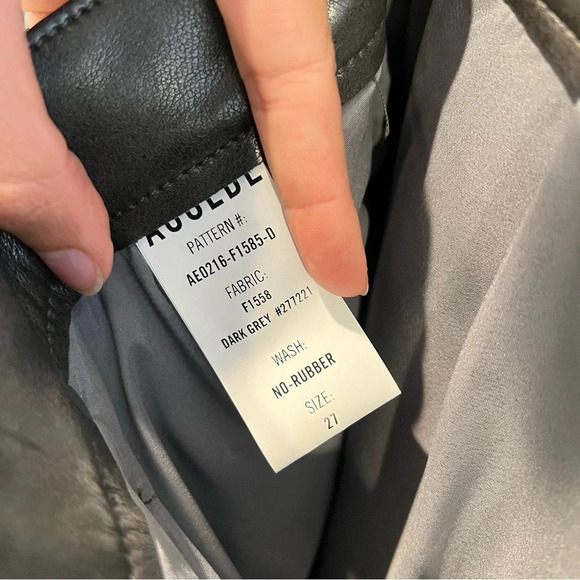 PATTERN #:
AE0216-F1585-D
FABRIC:
F1558
DARK GREY #277221
WASH:
NO-RUBBER
SIZE:
27